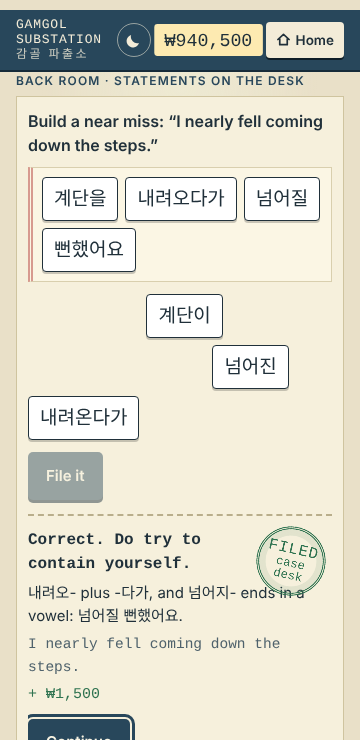 GAMGOL
SUBSTATION
감골 파출소
₩940,500
Home
BACK ROOM · STATEMENTS ON THE DESK
Build a near miss: “I nearly fell coming
down the steps.”
계단을 내려오다가 넘어질
뻔했어요
계단이
넘어진
내려온다가
File it
Correct. Do try to
contain yourself.
FILED
case
desk
내려오- plus -다가, and 넘어지- ends in a
vowel: 넘어질 뻔했어요.
I nearly fell coming down the
steps.
+ ₩1,500
Continue